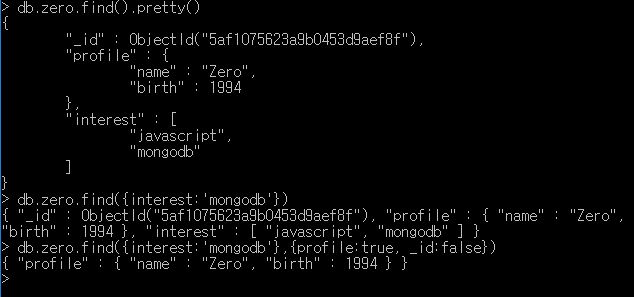 > db.zero.find().pretty()
{
"_id" : ObjectId("5af1075623a9b0453d9aef8f"),
"profile" : {
"name" : "Zero",
"birth" : 1994
},
"interest" : [
"javascript",
"mongodb"
]
}
> db.zero.find({interest:'mongodb'})
{ "_id" : ObjectId("5af1075623a9b0453d9aef8f"), "profile" : { "name" : "Zero",
"birth" : 1994 }, "interest" : [ "javascript", "mongodb" ] }
> db.zero.find({interest:'mongodb'},{profile:true, _id:false})
{ "profile" : { "name" : "Zero", "birth" : 1994 } }
>